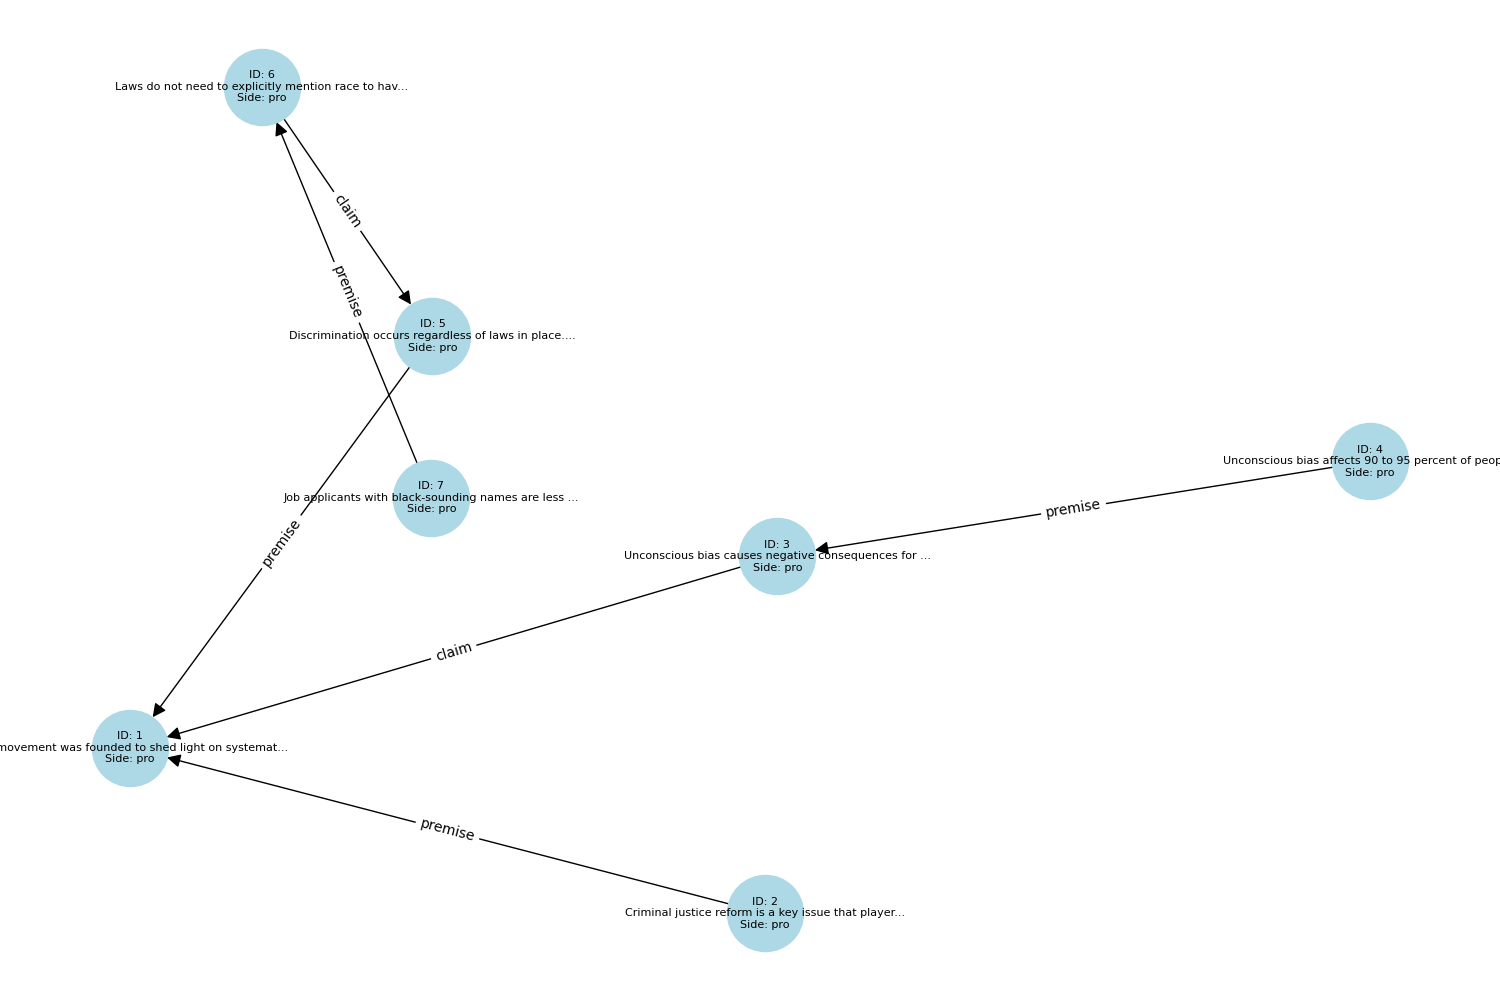 ID: 6
Laws do not need to explicitly mention race to hav...
Side: pro
claim
premise
ID: 5
Discrimination occurs regardless of laws in place....
Side: pro
ID: 4
Unconscious bias affects 90 to 95 percent of peop
Side: pro
ID: 7
Job applicants with black-sounding names are less ...
Side: pro
premise
premise
ID: 3
Unconscious bias causes negative consequences for ...
Side: pro
claim
ID: 1
movement was founded to shed light on systemat...
Side: pro
premise
ID: 2
Criminal justice reform is a key issue that player...
Side: pro